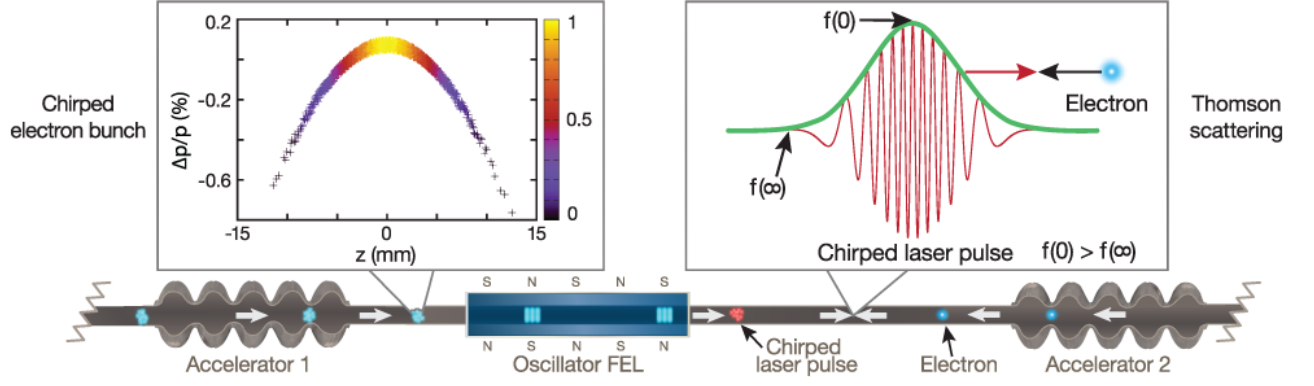 Chirped
electron bunch
Δp/p (%)
0.2
-0.2
-0.6
-15
0
15
z (mm)
1
0.5
0
f(0)
f(∞)
Electron
Chirped laser pulse
f(0) > f(∞)
Thomson
scattering
S N S N S
N S N S N
Accelerator 1
Oscillator FEL
Chirped
laser pulse
Electron
Accelerator 2